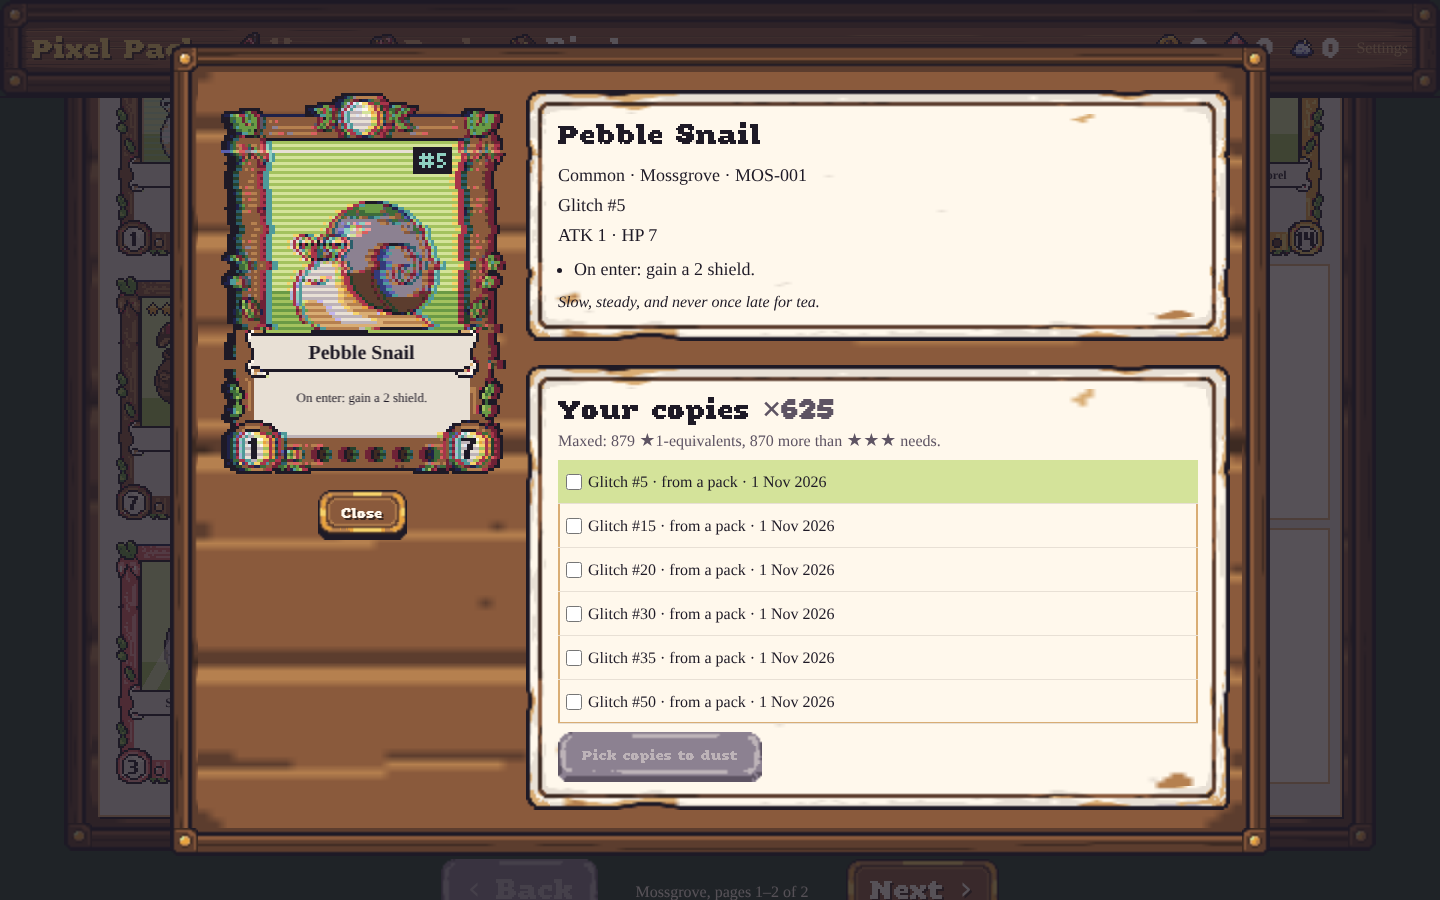 Settings
#5
Pebble Snail
On enter: gain a 2 shield.
1
7
Close
Pebble Snail
Common · Mossgrove · MOS-001
Glitch #5
ATK 1 · HP 7
• On enter: gain a 2 shield.
Slow, steady, and never once late for tea.
Your copies ×625
Maxed: 879 ★1-equivalents, 870 more than ★★★ needs.
Glitch #5 · from a pack · 1 Nov 2026
Glitch #15 · from a pack · 1 Nov 2026
Glitch #20 · from a pack · 1 Nov 2026
Glitch #30 · from a pack · 1 Nov 2026
Glitch #35 · from a pack · 1 Nov 2026
Glitch #50 · from a pack · 1 Nov 2026
Pick copies to dust
1
7
3
14
‹ Back
Mossgrove, pages 1–2 of 2
Next ›